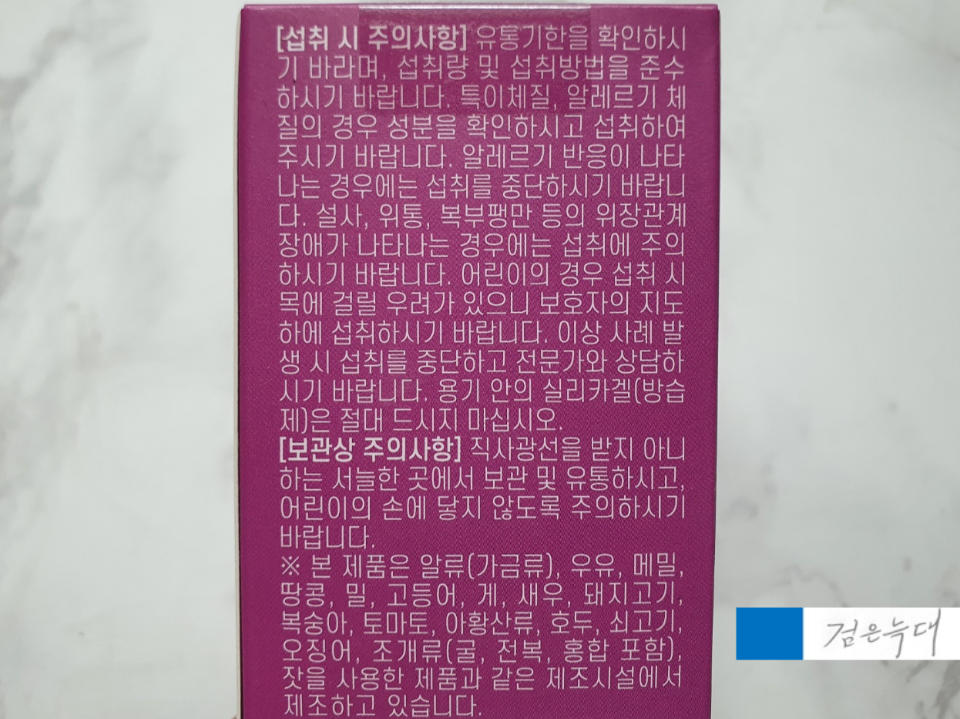 [섭취 시 주의사항] 유통기한을 확인하시
기 바라며, 섭취량 및 섭취방법을 준수
하시기 바랍니다. 특이체질, 알레르기 체
질의 경우 성분을 확인하시고 섭취하여
주시기 바랍니다. 알레르기 반응이 나타
나는 경우에는 섭취를 중단하시기 바랍니
다. 설사, 위통, 복부팽만 등의 위장관계
장애가 나타나는 경우에는 섭취에 주의
하시기 바랍니다. 어린이의 경우 섭취 시
목에 걸릴 우려가 있으니 보호자의 지도
하에 섭취하시기 바랍니다. 이상 사례 발
생 시 섭취를 중단하고 전문가와 상담하
시기 바랍니다. 용기 안의 실리카겔(방습
제)은 절대 드시지 마십시오.
[보관상 주의사항] 직사광선을 받지 아니
하는 서늘한 곳에서 보관 및 유통하시고,
어린이의 손에 닿지 않도록 주의하시기
바랍니다.
※ 본 제품은 알류(가금류), 우유, 메밀,
땅콩, 밀, 고등어, 게, 새우, 돼지고기,
복숭아, 토마토, 아황산류, 호두, 쇠고기,
오징어, 조개류(굴, 전복, 홍합 포함),
잣을 사용한 제품과 같은 제조시설에서
제조하고 있습니다.
검은늑대